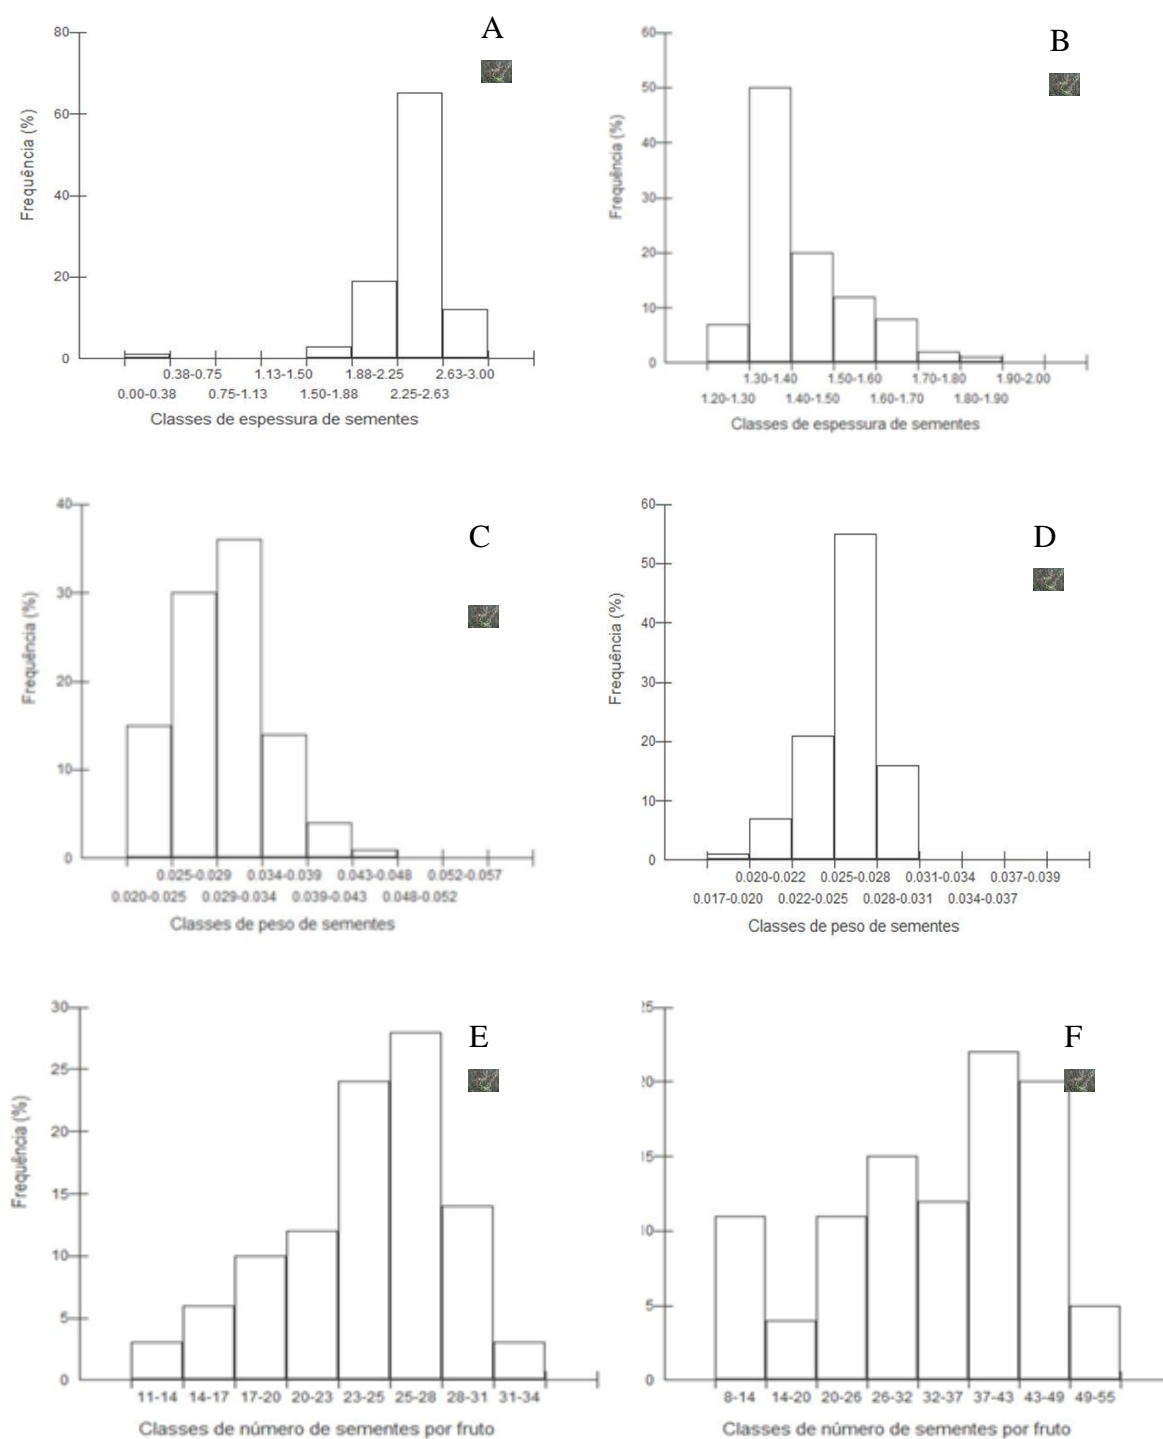 A
80
60
40
20
0
Frequência (%)
0.38-0.75 1.13-1.50 1.88-2.25 2.63-3.00
0.00-0.38 0.75-1.13 1.50-1.88 2.25-2.63
Classes de espessura de sementes
B
60
50
40
30
20
10
0
Frequência (%)
1.30-1.40 1.50-1.60 1.70-1.80 1.90-2.00
1.20-1.30 1.40-1.50 1.60-1.70 1.80-1.90
Classes de espessura de sementes
C
40
30
20
10
0
Frequência (%)
0.025-0.029 0.034-0.039 0.043-0.048 0.052-0.057
0.020-0.025 0.029-0.034 0.039-0.043 0.048-0.052
Classes de peso de sementes
D
60
50
40
30
20
10
0
Frequência (%)
0.020-0.022 0.025-0.028 0.031-0.034 0.037-0.039
0.017-0.020 0.022-0.025 0.028-0.031 0.034-0.037
Classes de peso de sementes
E
30
25
20
15
10
5
0
Frequência (%)
11-14 14-17 17-20 20-23 23-25 25-28 28-31 31-34
Classes de número de sementes por fruto
F
25
20
15
10
5
0
8-14 14-20 20-26 26-32 32-37 37-43 43-49 49-55
Classes de número de sementes por fruto